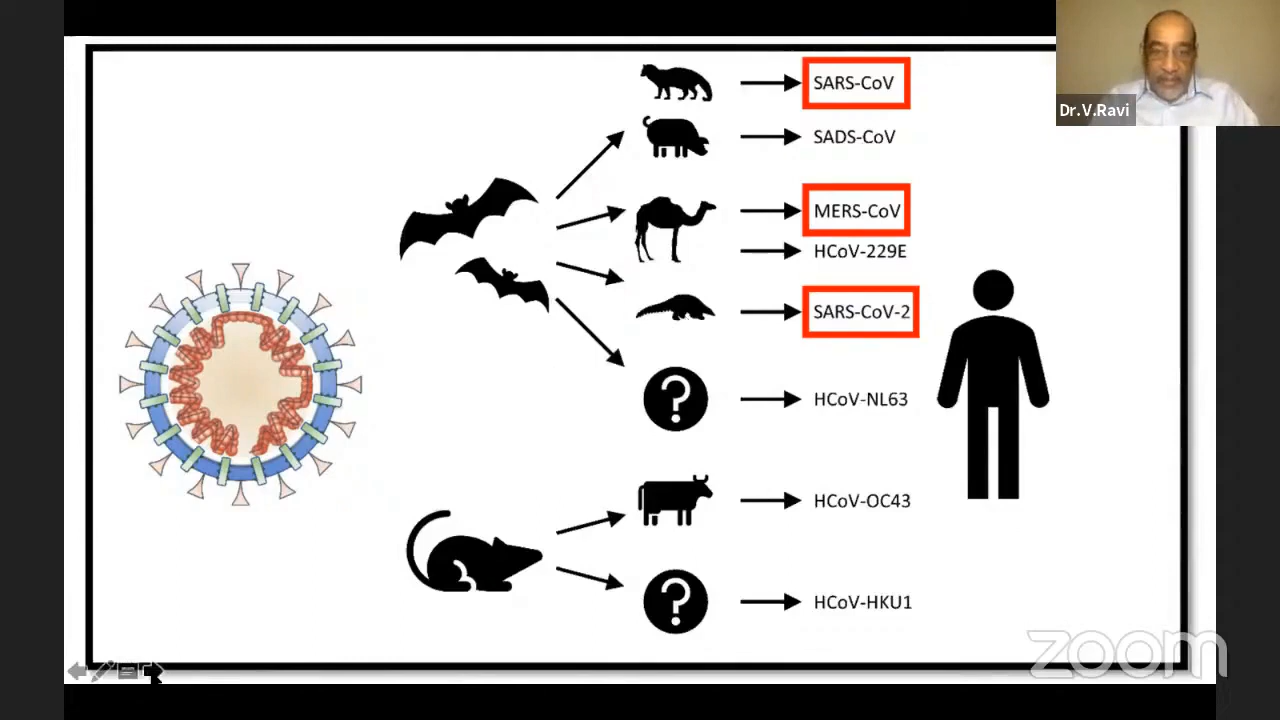 SARS-CoV
SADS-CoV
MERS-CoV
HCoV-229E
SARS-CoV-2
?
HCoV-NL63
HCoV-OC43
?
HCoV-HKU1
Dr.V.Ravi
zoom